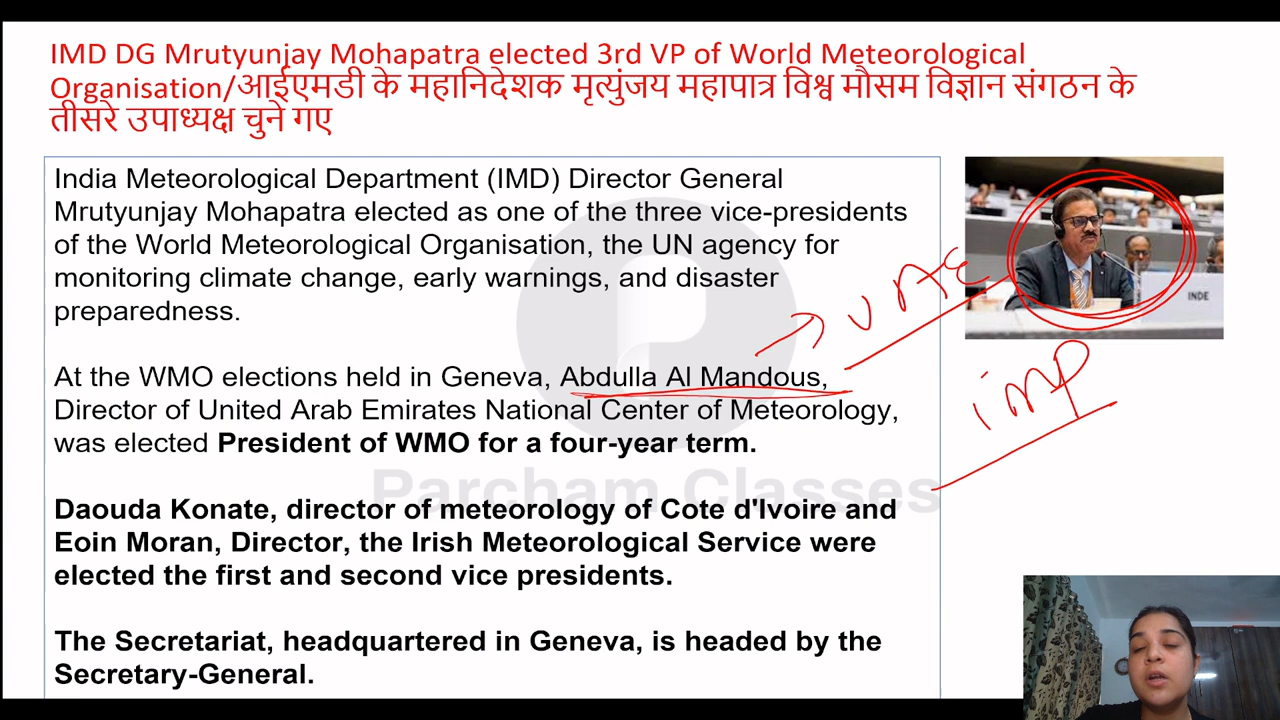 IMD DG Mrutyunjay Mohapatra elected 3rd VP of World Meteorological
Organisation/आईएमडी के महानिदेशक मृत्युंजय महापात्र विश्व मौसम विज्ञान संगठन के
तीसरे उपाध्यक्ष चुने गए
India Meteorological Department (IMD) Director General
Mrutyunjay Mohapatra elected as one of the three vice-presidents
of the World Meteorological Organisation, the UN agency for
monitoring climate change, early warnings, and disaster
preparedness.
At the WMO elections held in Geneva, Abdulla Al Mandous,
Director of United Arab Emirates National Center of Meteorology,
was elected President of WMO for a four-year term.
Parcham Classes
Daouda Konate, director of meteorology of Cote d'Ivoire and
Eoin Moran, Director, the Irish Meteorological Service were
elected the first and second vice presidents.
The Secretariat, headquartered in Geneva, is headed by the
Secretary-General.
UAE
imp
INDE